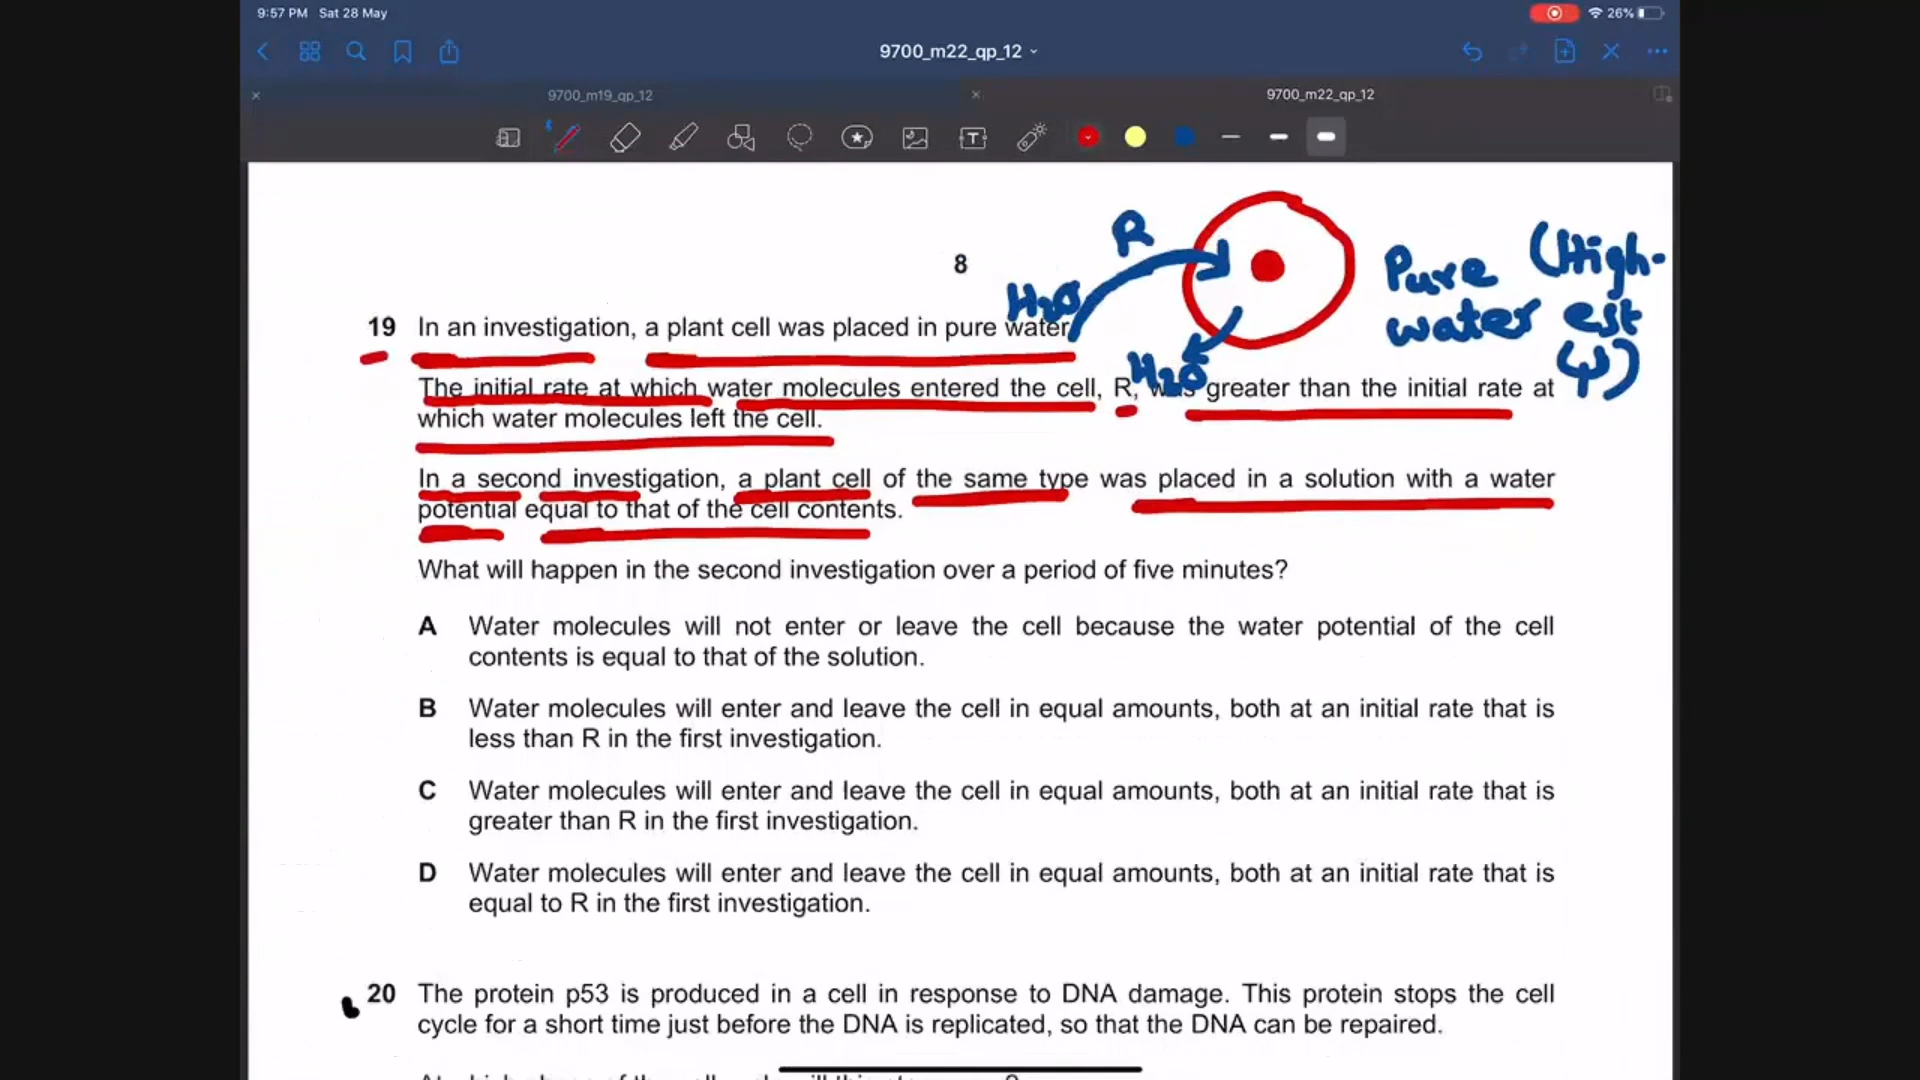 9:57 PM Sat 28 May
26%
9700_m22_qp_12
9700_m19_qp_12
9700_m22_qp_12
T
R
H2O
H2O
Pure water
(Highest ψ)
8
19 In an investigation, a plant cell was placed in pure water.
The initial rate at which water molecules entered the cell, R, was greater than the initial rate at
which water molecules left the cell.
In a second investigation, a plant cell of the same type was placed in a solution with a water
potential equal to that of the cell contents.
What will happen in the second investigation over a period of five minutes?
A Water molecules will not enter or leave the cell because the water potential of the cell
contents is equal to that of the solution.
B Water molecules will enter and leave the cell in equal amounts, both at an initial rate that is
less than R in the first investigation.
C Water molecules will enter and leave the cell in equal amounts, both at an initial rate that is
greater than R in the first investigation.
D Water molecules will enter and leave the cell in equal amounts, both at an initial rate that is
equal to R in the first investigation.
20 The protein p53 is produced in a cell in response to DNA damage. This protein stops the cell
cycle for a short time just before the DNA is replicated, so that the DNA can be repaired.